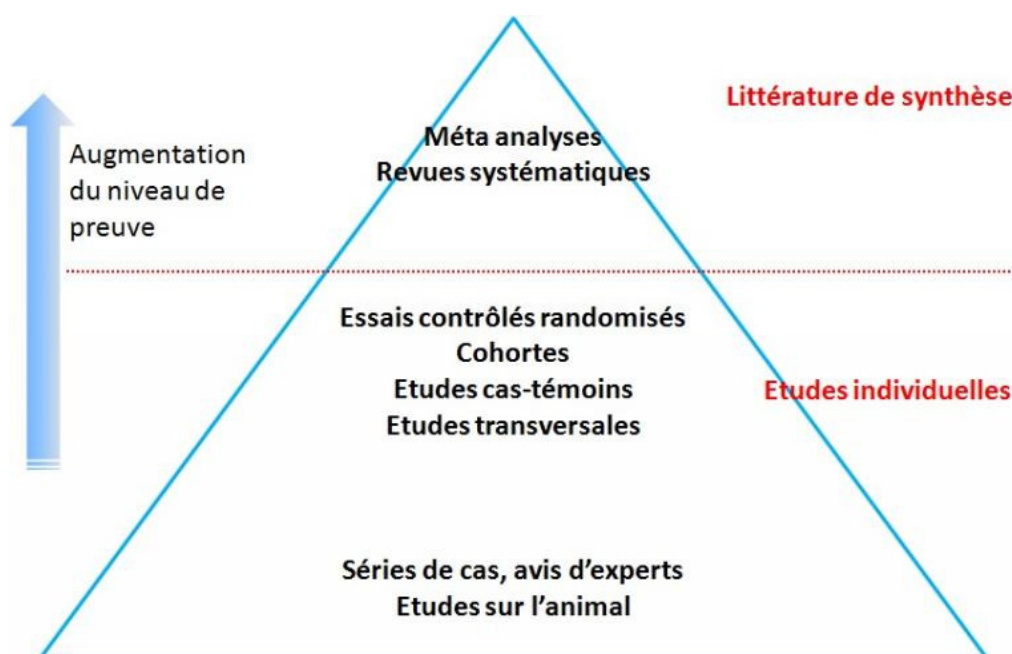 Littérature de synthèse
Méta analyses
Revues systématiques
Augmentation
du niveau de
preuve
Essais contrôlés randomisés
Cohortes
Etudes cas-témoins
Etudes transversales
Etudes individuelles
Séries de cas, avis d’experts
Etudes sur l’animal